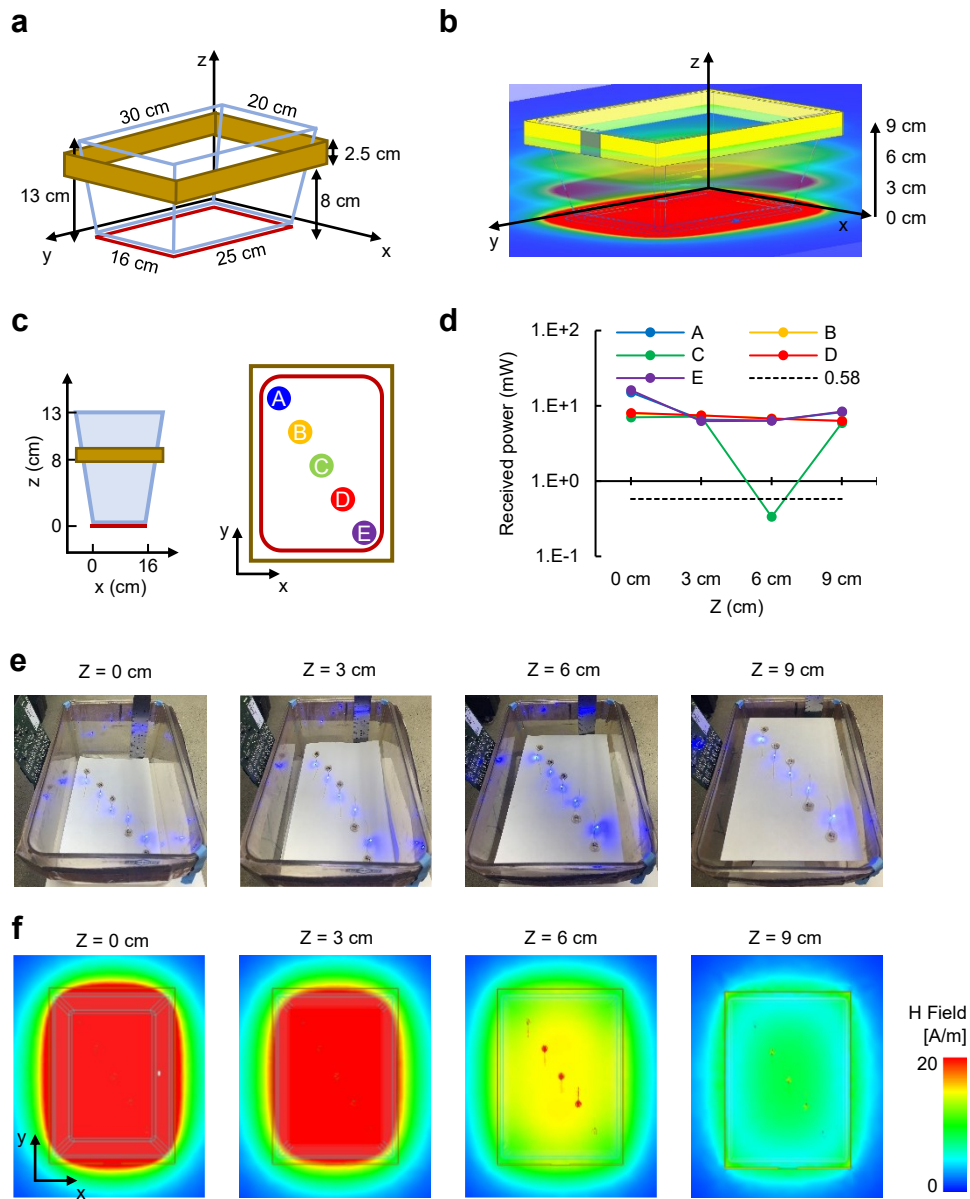 a
z
30 cm
20 cm
2.5 cm
13 cm
8 cm
y
16 cm
25 cm
x
b
z
9 cm
6 cm
3 cm
0 cm
y
x
c
z (cm)
13
8
0
0
16
x (cm)
A
B
C
D
E
y
x
d
1.E+2
1.E+1
1.E+0
1.E-1
Received power (mW)
A
B
C
D
E
0.58
0 cm
3 cm
6 cm
9 cm
Z (cm)
e
Z = 0 cm
Z = 3 cm
Z = 6 cm
Z = 9 cm
f
Z = 0 cm
Z = 3 cm
Z = 6 cm
Z = 9 cm
y
x
H Field
[A/m]
20
0